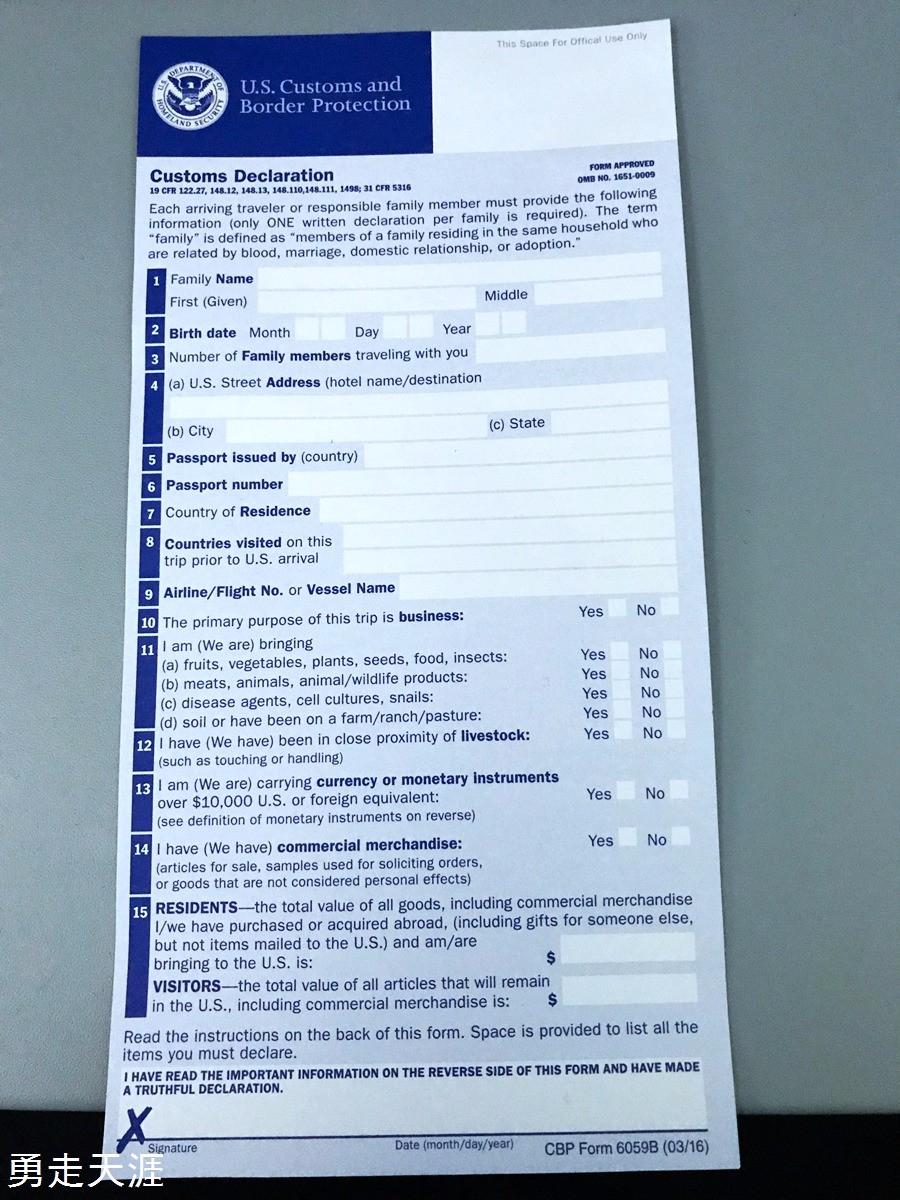 This Space For Offical Use Only
U.S. DEPARTMENT OF HOMELAND SECURITY
U.S. Customs and
Border Protection
Customs Declaration
19 CFR 122.27, 148.12, 148.13, 148.110,148.111, 1498; 31 CFR 5316
FORM APPROVED
OMB NO. 1651-0009
Each arriving traveler or responsible family member must provide the following
information (only ONE written declaration per family is required). The term
“family” is defined as “members of a family residing in the same household who
are related by blood, marriage, domestic relationship, or adoption.”
1 Family Name
First (Given) Middle
2 Birth date Month Day Year
3 Number of Family members traveling with you
4 (a) U.S. Street Address (hotel name/destination
(b) City (c) State
5 Passport issued by (country)
6 Passport number
7 Country of Residence
8 Countries visited on this
trip prior to U.S. arrival
9 Airline/Flight No. or Vessel Name
10 The primary purpose of this trip is business: Yes No
11 I am (We are) bringing
(a) fruits, vegetables, plants, seeds, food, insects: Yes No
(b) meats, animals, animal/wildlife products: Yes No
(c) disease agents, cell cultures, snails: Yes No
(d) soil or have been on a farm/ranch/pasture: Yes No
12 I have (We have) been in close proximity of livestock: Yes No
(such as touching or handling)
13 I am (We are) carrying currency or monetary instruments
over $10,000 U.S. or foreign equivalent: Yes No
(see definition of monetary instruments on reverse)
14 I have (We have) commercial merchandise: Yes No
(articles for sale, samples used for soliciting orders,
or goods that are not considered personal effects)
15 RESIDENTS—the total value of all goods, including commercial merchandise
I/we have purchased or acquired abroad, (including gifts for someone else,
but not items mailed to the U.S.) and am/are
bringing to the U.S. is: $
VISITORS—the total value of all articles that will remain
in the U.S., including commercial merchandise is: $
Read the instructions on the back of this form. Space is provided to list all the
items you must declare.
I HAVE READ THE IMPORTANT INFORMATION ON THE REVERSE SIDE OF THIS FORM AND HAVE MADE
A TRUTHFUL DECLARATION.
X
Signature Date (month/day/year) CBP Form 6059B (03/16)
勇走天涯